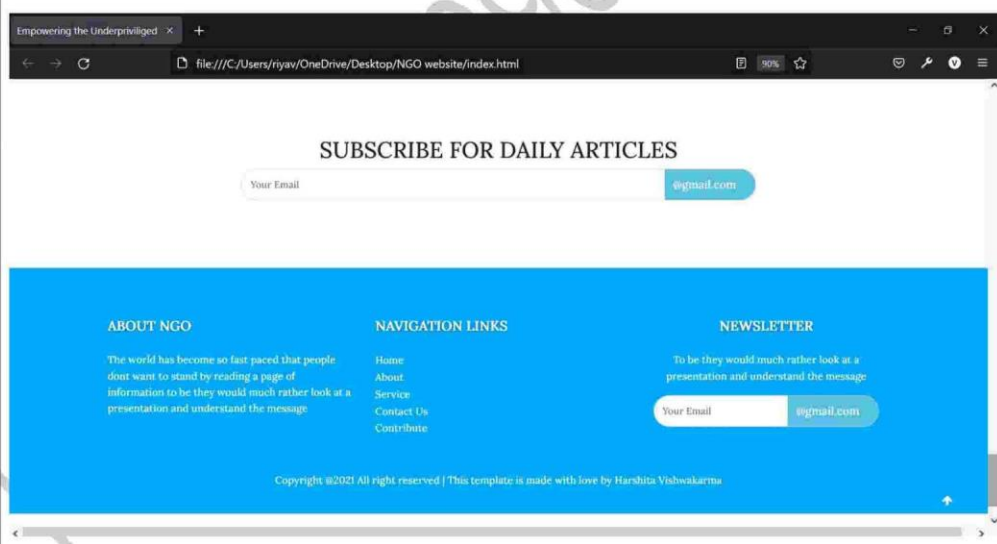 Empowering the Underpriviliged × +
file:///C:/Users/riyav/OneDrive/Desktop/NGO website/index.html
90%
V
SUBSCRIBE FOR DAILY ARTICLES
Your Email
@gmail.com
ABOUT NGO
The world has become so fast paced that people
dont want to stand by reading a page of
information to be they would much rather look at a
presentation and understand the message
NAVIGATION LINKS
Home
About
Service
Contact Us
Contribute
NEWSLETTER
To be they would much rather look at a
presentation and understand the message
Your Email
@gmail.com
Copyright @2021 All right reserved | This template is made with love by Harshita Vishwakarma